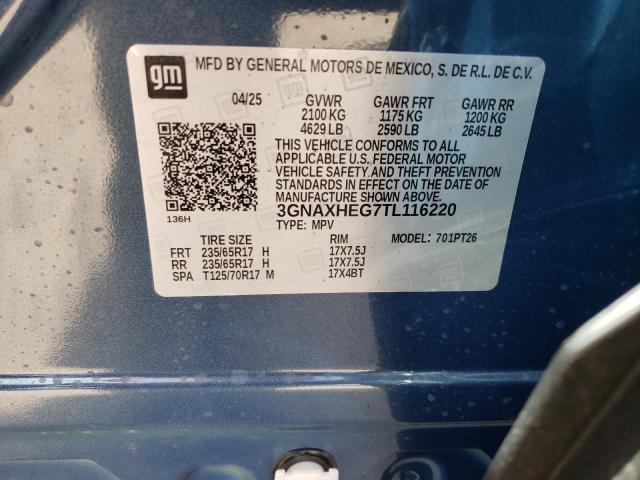 gm
MFD BY GENERAL MOTORS DE MEXICO, S. DE R.L. DE C.V.
04/25 GVWR GAWR FRT GAWR RR
2100 KG 1175 KG 1200 KG
4629 LB 2590 LB 2645 LB
THIS VEHICLE CONFORMS TO ALL
APPLICABLE U.S. FEDERAL MOTOR
VEHICLE SAFETY AND THEFT PREVENTION
STANDARDS IN EFFECT ON THE DATE OF
MANUFACTURE SHOWN ABOVE.
136H 3GNAXHEG7TL116220
TYPE: MPV
TIRE SIZE RIM MODEL: 701PT26
FRT 235/65R17 H 17X7.5J
RR 235/65R17 H 17X7.5J
SPA T125/70R17 M 17X4BT